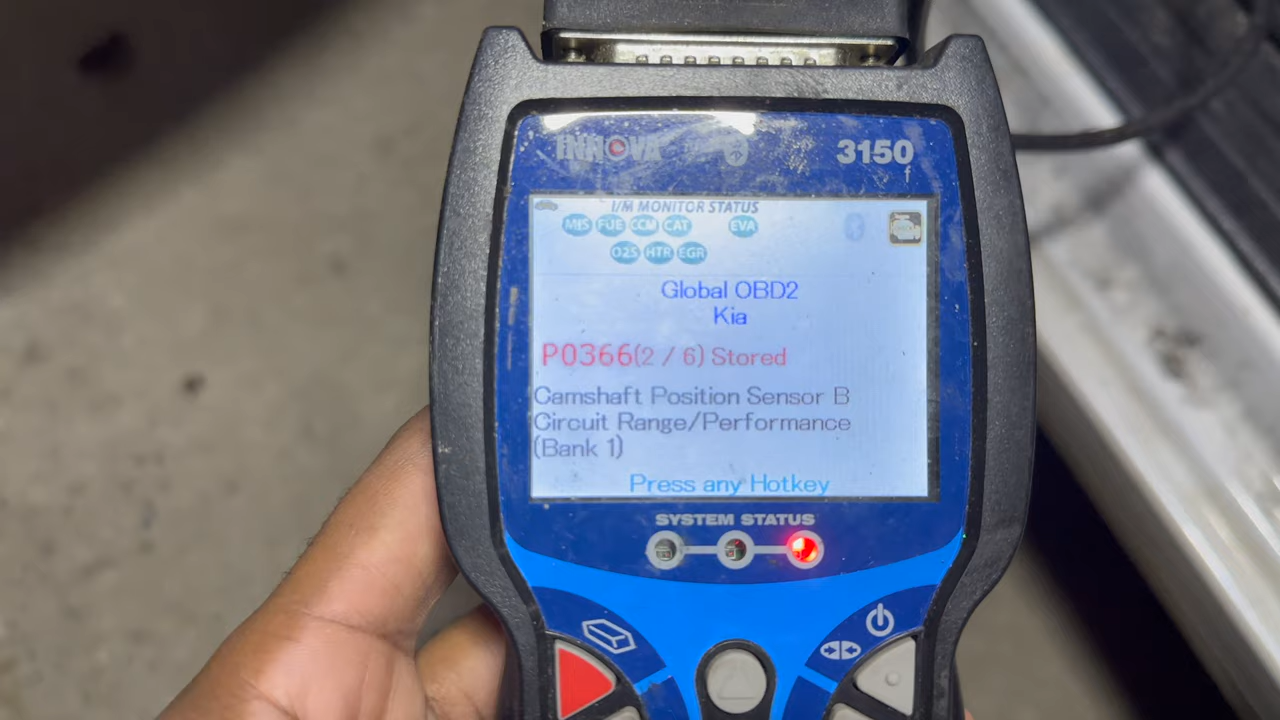 INNOVA
3150
f
I/M MONITOR STATUS
MIS FUE CCM CAT EVA
O2S HTR EGR
Global OBD2
Kia
P0366(2 / 6) Stored
Camshaft Position Sensor B
Circuit Range/Performance
(Bank 1)
Press any Hotkey
SYSTEM STATUS